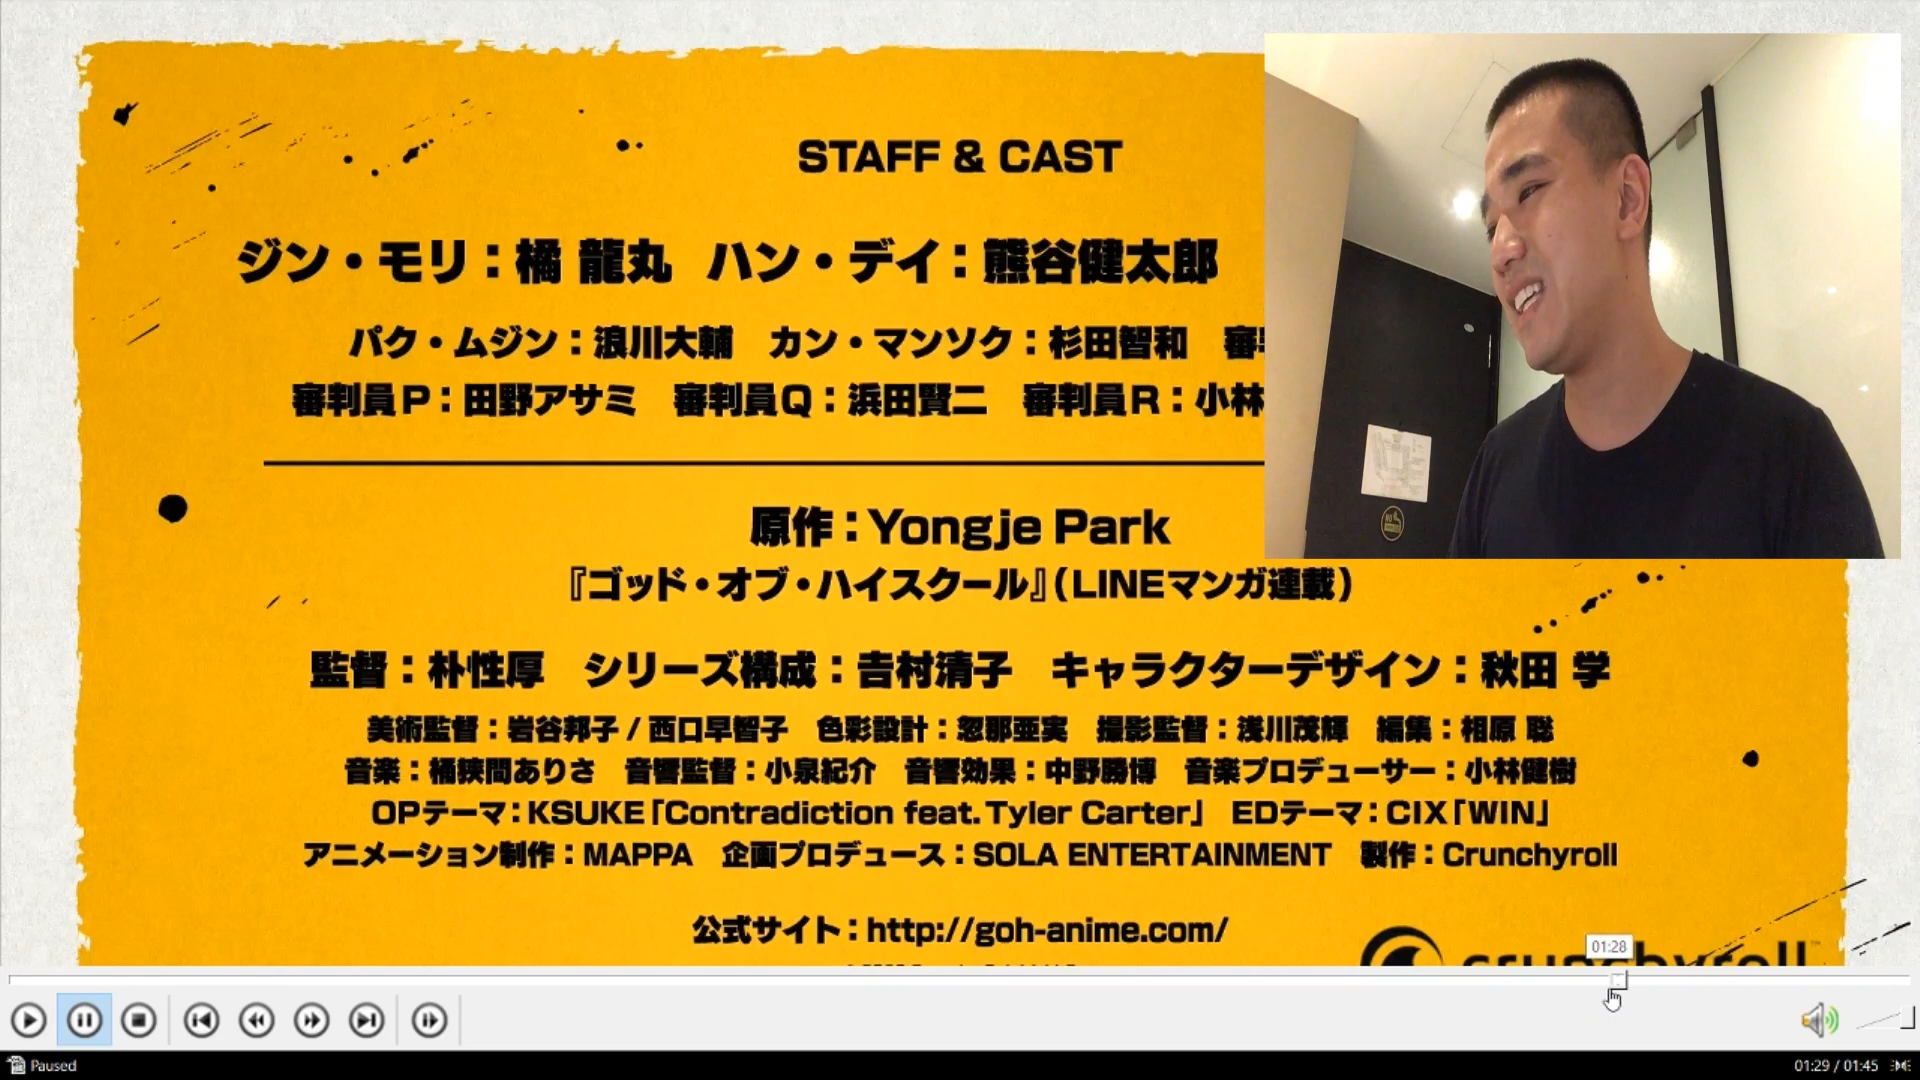 STAFF & CAST
ジン・モリ：橘 龍丸 ハン・デイ：熊谷健太郎
パク・ムジン：浪川大輔 カン・マンソク：杉田智和 審
審判員P：田野アサミ 審判員Q：浜田賢二 審判員R：小林
原作：Yongje Park
『ゴッド・オブ・ハイスクール』（LINEマンガ連載）
監督：朴性厚 シリーズ構成：吉村清子 キャラクターデザイン：秋田 学
美術監督：岩谷邦子 / 西口早智子 色彩設計：忽那亜実 撮影監督：浅川茂輝 編集：相原 聡
音楽：桶狭間ありさ 音響監督：小泉紀介 音響効果：中野勝博 音楽プロデューサー：小林健樹
OPテーマ：KSUKE「Contradiction feat. Tyler Carter」 EDテーマ：CIX「WIN」
アニメーション制作：MAPPA 企画プロデュース：SOLA ENTERTAINMENT 製作：Crunchyroll
公式サイト：http://goh-anime.com/
crunchyroll
01:28
Paused
01:29 / 01:45